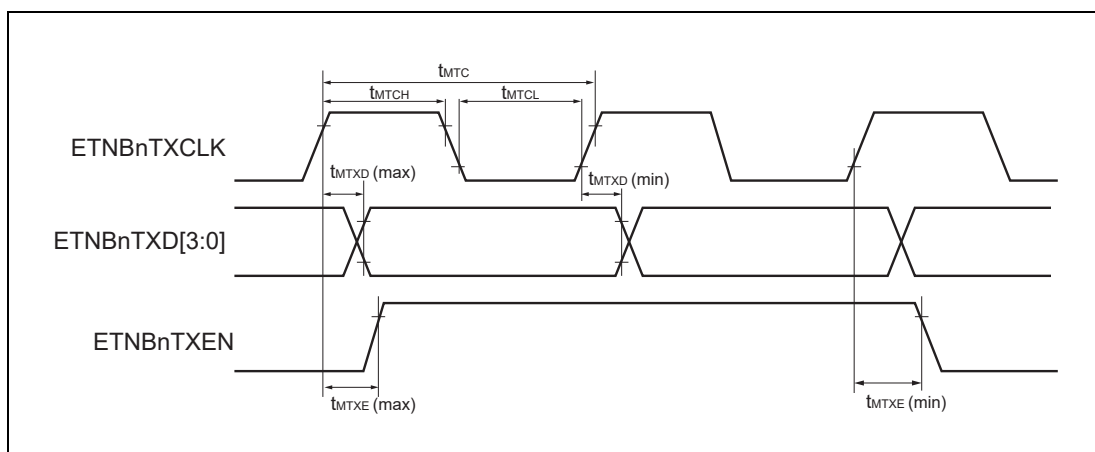 tMTC
tMTCH
tMTCL
ETNBnTXCLK
tMTXD (max)
tMTXD (min)
ETNBnTXD[3:0]
ETNBnTXEN
tMTXE (max)
tMTXE (min)